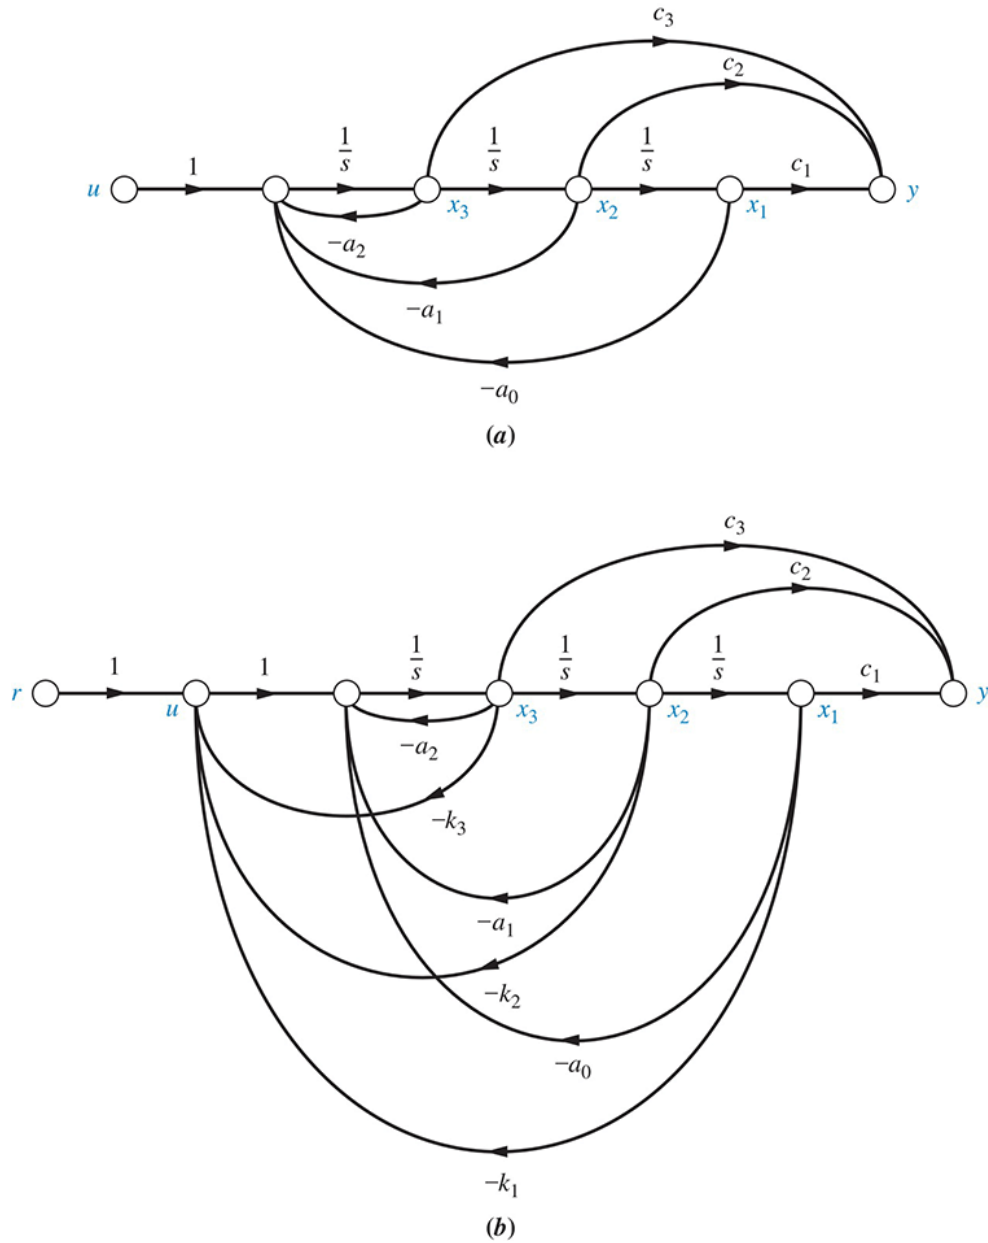 c₃
c₂
1 1/s 1/s 1/s c₁
u x₃ x₂ x₁ y
−a₂
−a₁
−a₀
(a)
c₃
c₂
1 1 1/s 1/s 1/s c₁
r u x₃ x₂ x₁ y
−a₂
−k₃
−a₁
−k₂
−a₀
−k₁
(b)